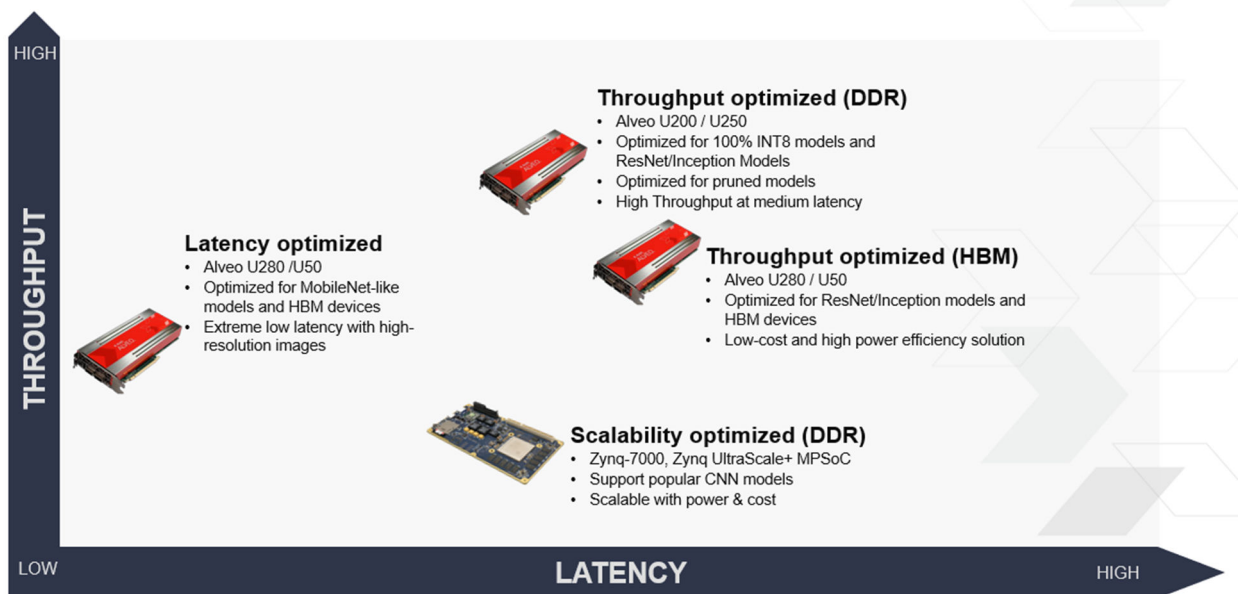 HIGH
THROUGHPUT
Throughput optimized (DDR)
• Alveo U200 / U250
• Optimized for 100% INT8 models and
ResNet/Inception Models
• Optimized for pruned models
• High Throughput at medium latency
Latency optimized
• Alveo U280 /U50
• Optimized for MobileNet-like
models and HBM devices
• Extreme low latency with high-
resolution images
Throughput optimized (HBM)
• Alveo U280 / U50
• Optimized for ResNet/Inception models and
HBM devices
• Low-cost and high power efficiency solution
Scalability optimized (DDR)
• Zynq-7000, Zynq UltraScale+ MPSoC
• Support popular CNN models
• Scalable with power & cost
LOW
LATENCY
HIGH
ALVEO
ALVEO
ALVEO